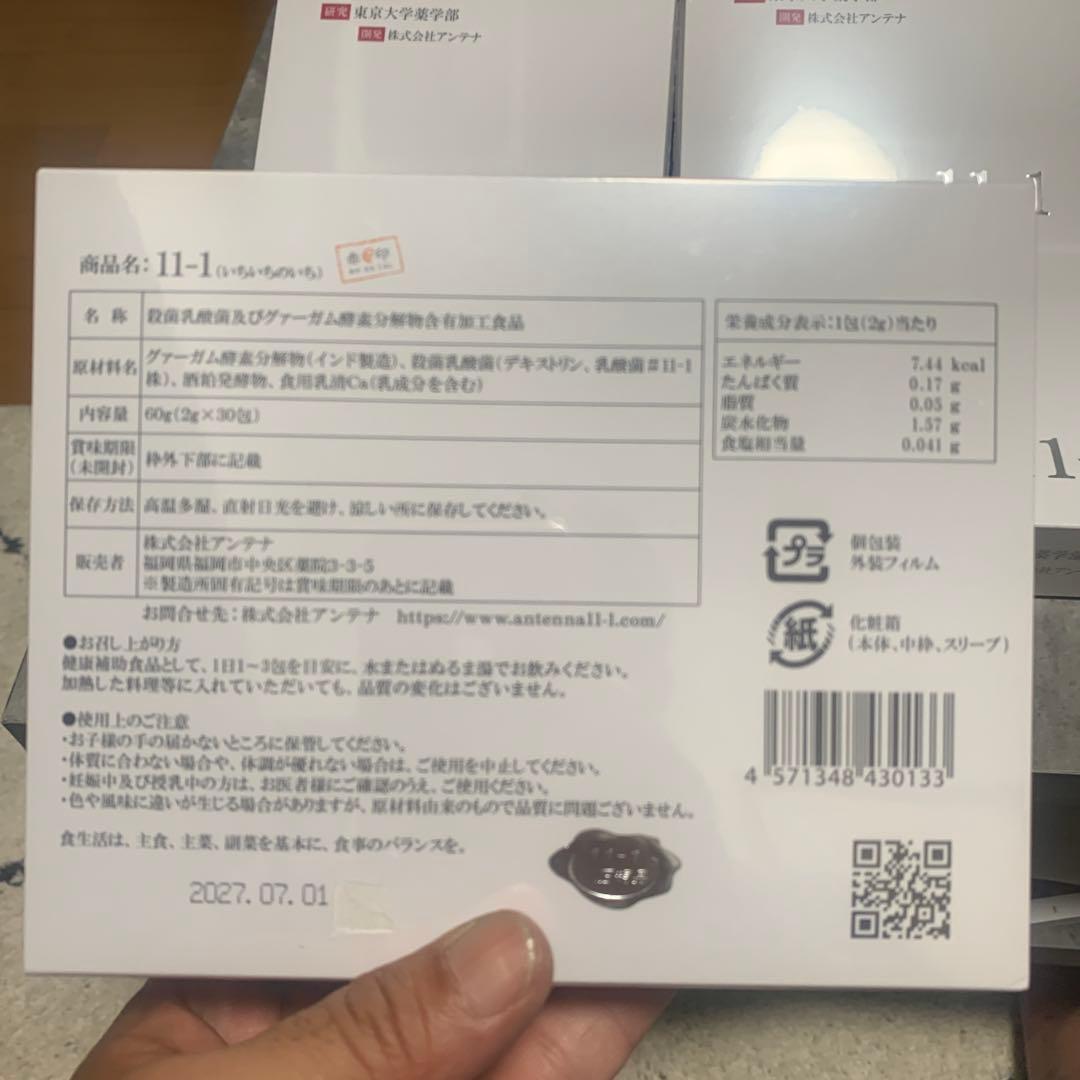 研究 東京大学薬学部
開発 株式会社アンテナ
開発 株式会社アンテナ
商品名：11-1（いちいちのいち）
名 称 殺菌乳酸菌及びグァーガム酵素分解物含有加工食品
原材料名 グァーガム酵素分解物（インド製造）、殺菌乳酸菌（デキストリン、乳酸菌＃11-1
株）、酒粕発酵物、食用乳清Ca（乳成分を含む）
内容量 60g（2g×30包）
賞味期限
（未開封） 枠外下部に記載
保存方法 高温多湿、直射日光を避け、涼しい所に保存してください。
販売者 株式会社アンテナ
福岡県福岡市中央区薬院3-3-5
※製造所固有記号は賞味期限のあとに記載
お問合せ先：株式会社アンテナ https://www.antenna11-1.com/
栄養成分表示：1包（2g）当たり
エネルギー 7.44 kcal
たんぱく質 0.17 g
脂質 0.05 g
炭水化物 1.57 g
食塩相当量 0.041 g
プラ 個包装
外装フィルム
紙 化粧箱
（本体、中枠、スリーブ）
●お召し上がり方
健康補助食品として、1日1～3包を目安に、水またはぬるま湯でお飲みください。
加熱した料理等に入れていただいても、品質の変化はございません。
●使用上のご注意
・お子様の手の届かないところに保管してください。
・体質に合わない場合や、体調が優れない場合は、ご使用を中止してください。
・妊娠中及び授乳中の方は、お医者様にご確認のうえ、ご使用ください。
・色や風味に違いが生じる場合がありますが、原材料由来のもので品質に問題ございません。
食生活は、主食、主菜、副菜を基本に、食事のバランスを。
2027.07.01
4 571348 430133